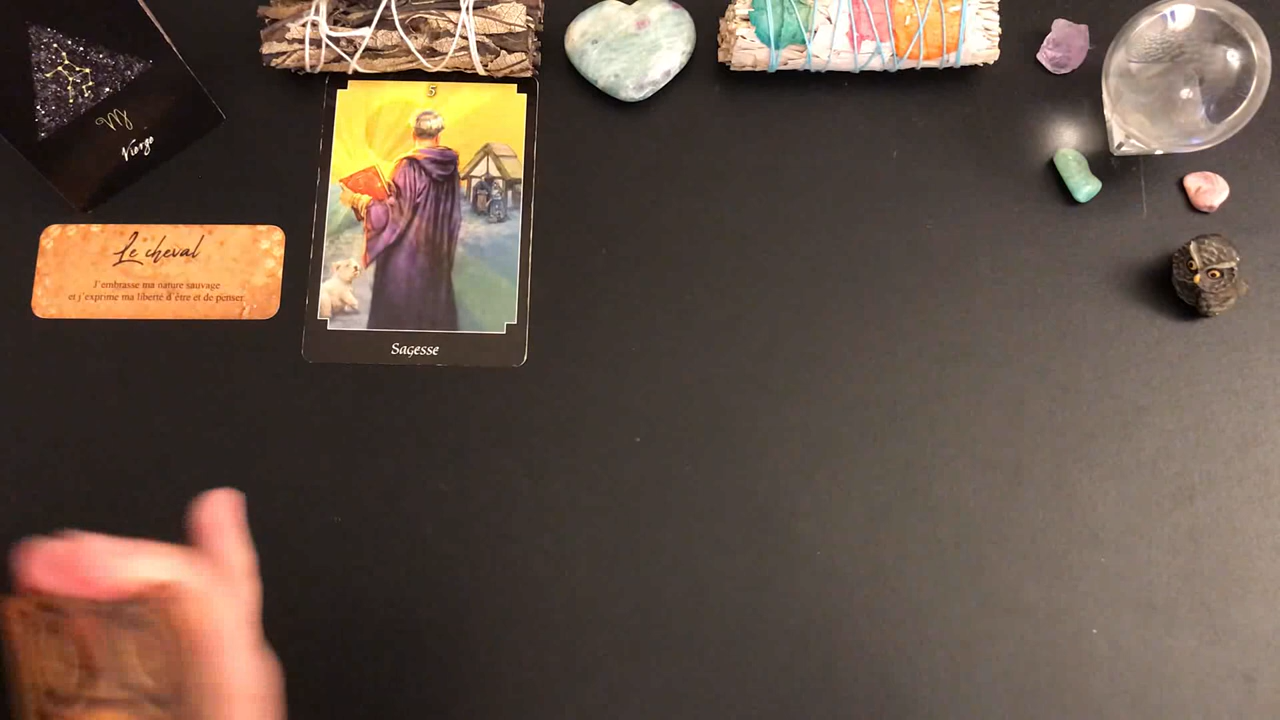 Vierge
Le cheval
J'embrasse ma nature sauvage
et j'exprime ma liberté d'être et de penser
5
Sagesse